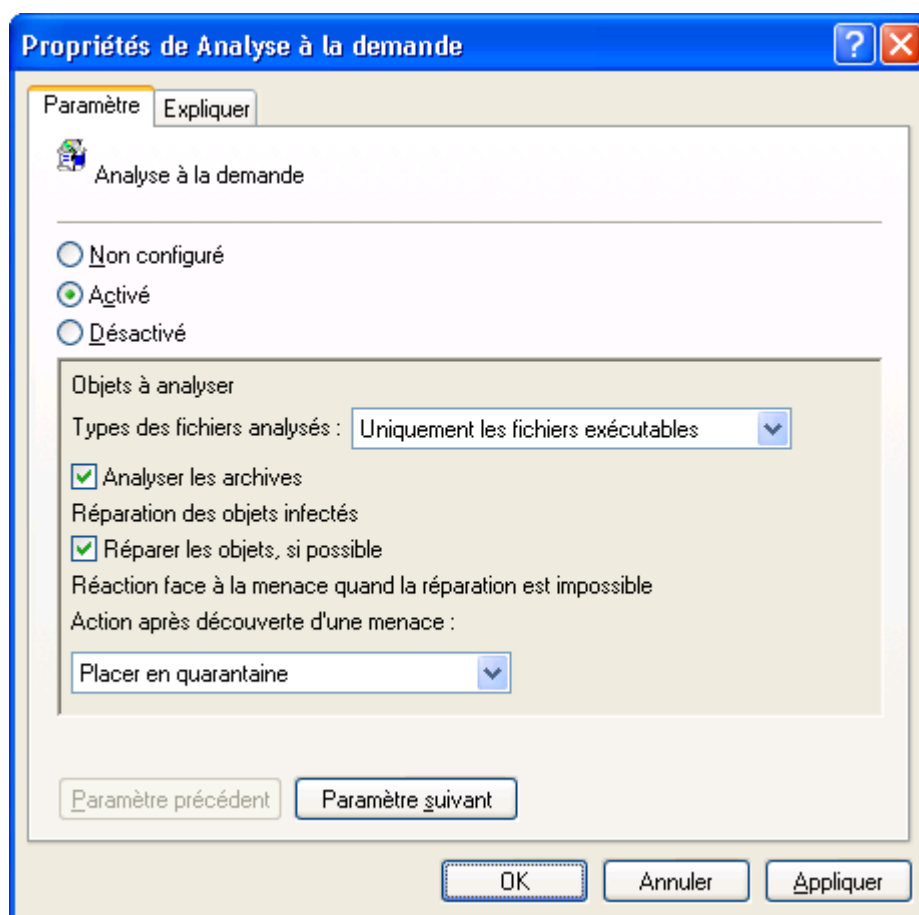 Propriétés de Analyse à la demande
Paramètre
Expliquer
Analyse à la demande
Non configuré
Activé
Désactivé
Objets à analyser
Types des fichiers analysés : Uniquement les fichiers exécutables
Analyser les archives
Réparation des objets infectés
Réparer les objets, si possible
Réaction face à la menace quand la réparation est impossible
Action après découverte d'une menace :
Placer en quarantaine
Paramètre précédent
Paramètre suivant
OK
Annuler
Appliquer